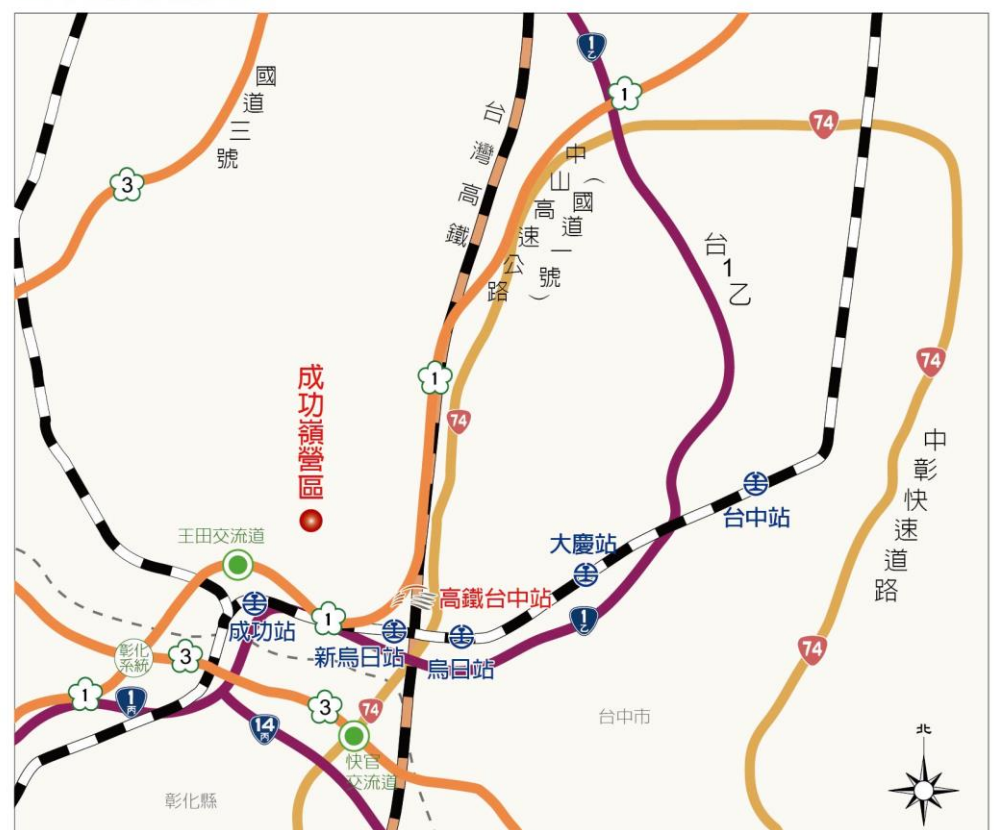 1乙
國道三號
1
台灣高鐵
74
3
中山高速公路
（國道一號）
台1乙
1
74
成功嶺營區
74
中彰快速道路
台中站
王田交流道
大慶站
高鐵台中站
成功站
1
新烏日站
烏日站
1乙
彰化
系統
3
74
1
1丙
3
74
14丙
台中市
北
快官
交流道
彰化縣